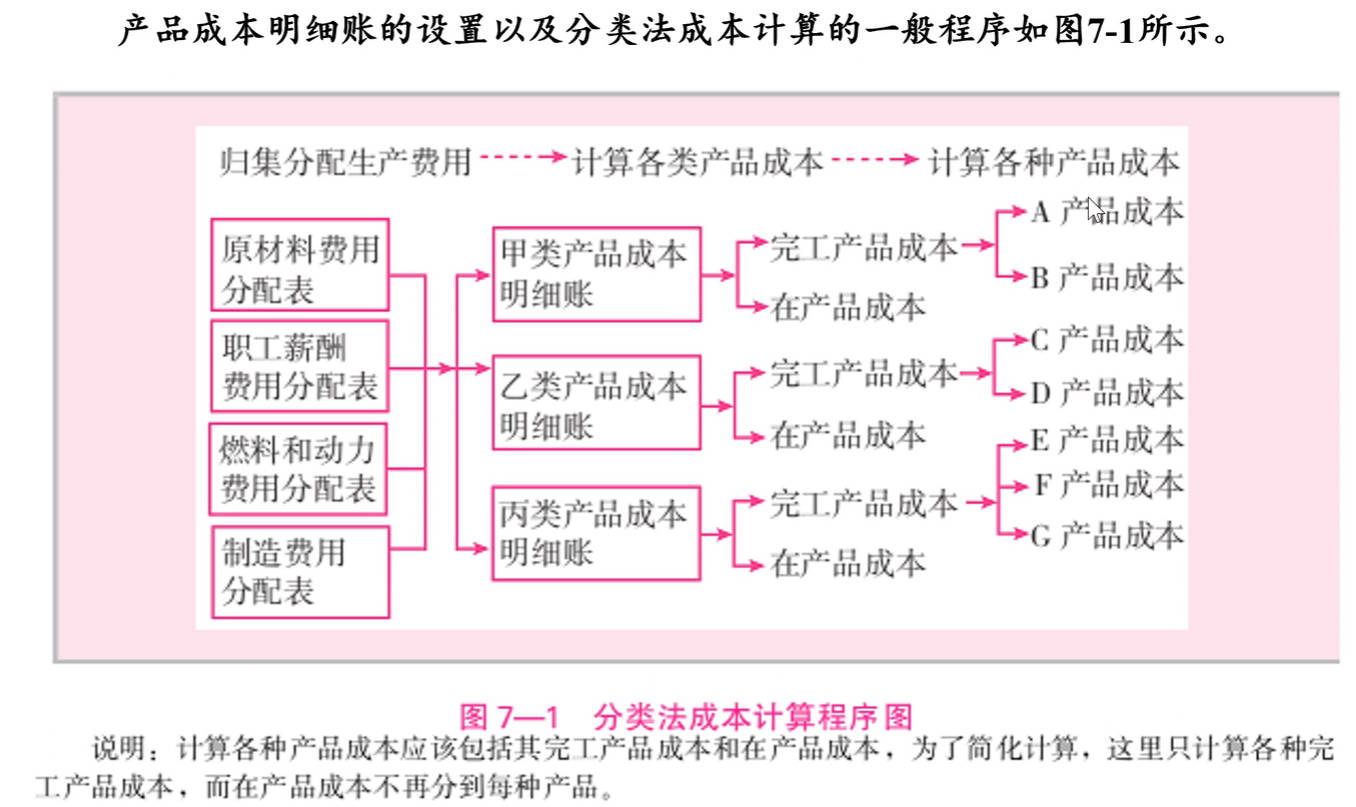 产品成本明细账的设置以及分类法成本计算的一般程序如图7-1所示。
归集分配生产费用
计算各类产品成本
计算各种产品成本
原材料费用
分配表
职工薪酬
费用分配表
燃料和动力
费用分配表
制造费用
分配表
甲类产品成本
明细账
乙类产品成本
明细账
丙类产品成本
明细账
完工产品成本
在产品成本
完工产品成本
在产品成本
完工产品成本
在产品成本
A 产品成本
B 产品成本
C 产品成本
D 产品成本
E 产品成本
F 产品成本
G 产品成本
图 7—1 分类法成本计算程序图
说明：计算各种产品成本应该包括其完工产品成本和在产品成本，为了简化计算，这里只计算各种完
工产品成本，而在产品成本不再分到每种产品。